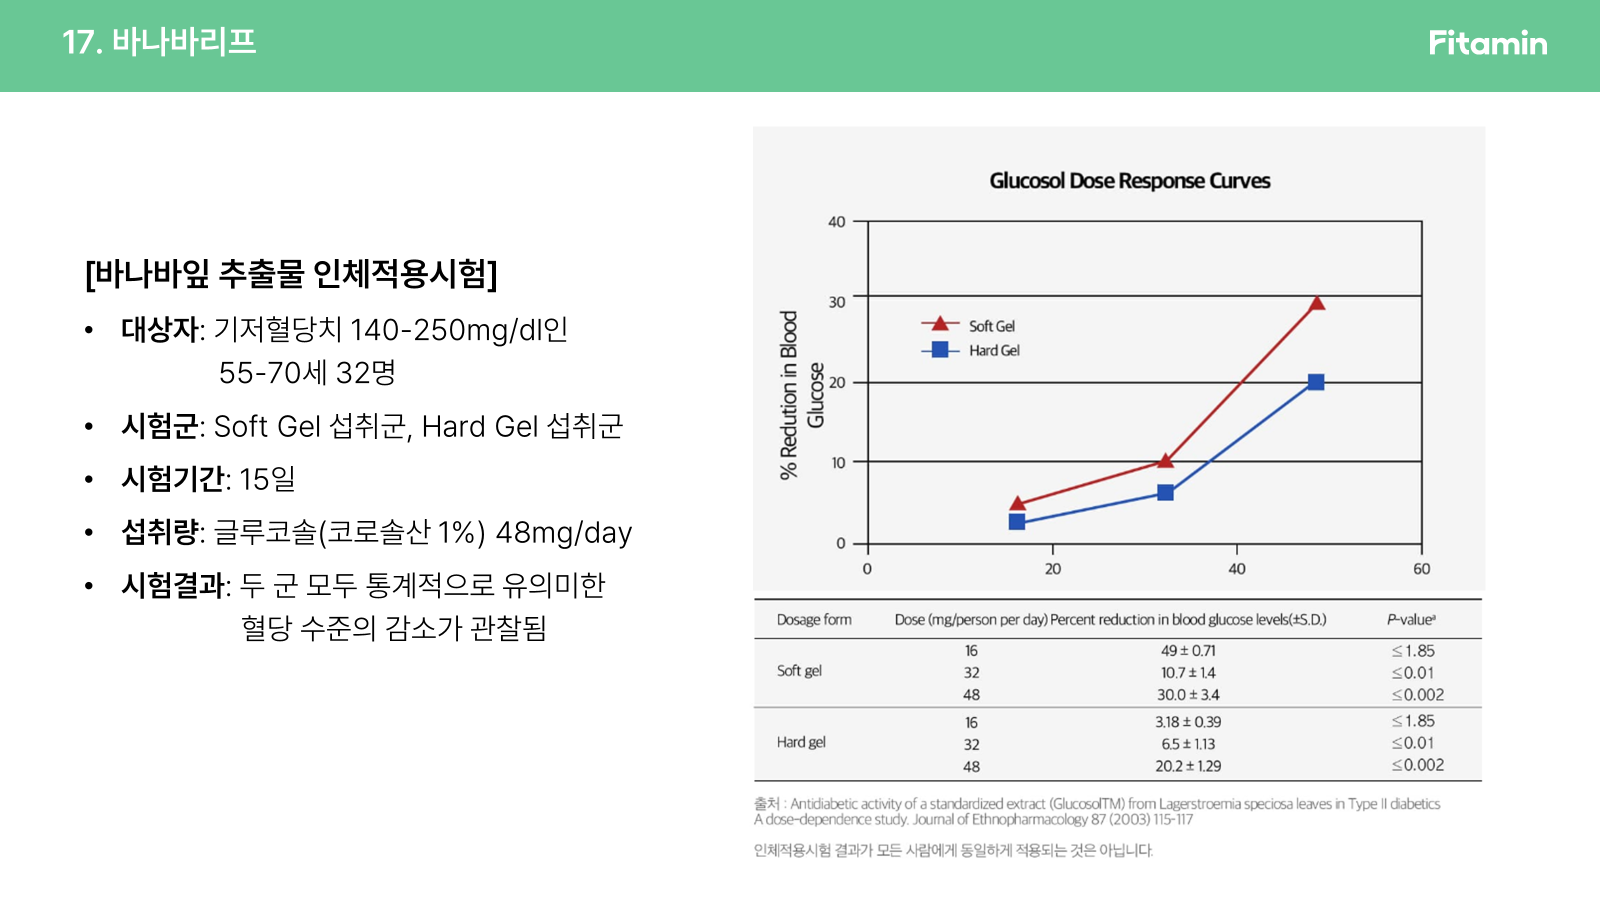 17. 바나바리프
Fitamin
[바나바잎 추출물 인체적용시험]
• 대상자: 기저혈당치 140-250mg/dl인
55-70세 32명
• 시험군: Soft Gel 섭취군, Hard Gel 섭취군
• 시험기간: 15일
• 섭취량: 글루코솔(코로솔산 1%) 48mg/day
• 시험결과: 두 군 모두 통계적으로 유의미한
혈당 수준의 감소가 관찰됨
Glucosol Dose Response Curves
% Redution in Blood
Glucose
40
30
20
10
0
Soft Gel
Hard Gel
0 20 40 60
Dosage form Dose (mg/person per day) Percent reduction in blood glucose levels(±S.D.) P-valueᵃ
Soft gel
16 49 ± 0.71 ≤1.85
32 10.7 ± 1.4 ≤0.01
48 30.0 ± 3.4 ≤0.002
Hard gel
16 3.18 ± 0.39 ≤1.85
32 6.5 ± 1.13 ≤0.01
48 20.2 ± 1.29 ≤0.002
출처 : Antidiabetic activity of a standardized extract (GlucosolTM) from Lagerstroemia speciosa leaves in Type II diabetics
A dose-dependence study. Journal of Ethnopharmacology 87 (2003) 115-117
인체적용시험 결과가 모든 사람에게 동일하게 적용되는 것은 아닙니다.